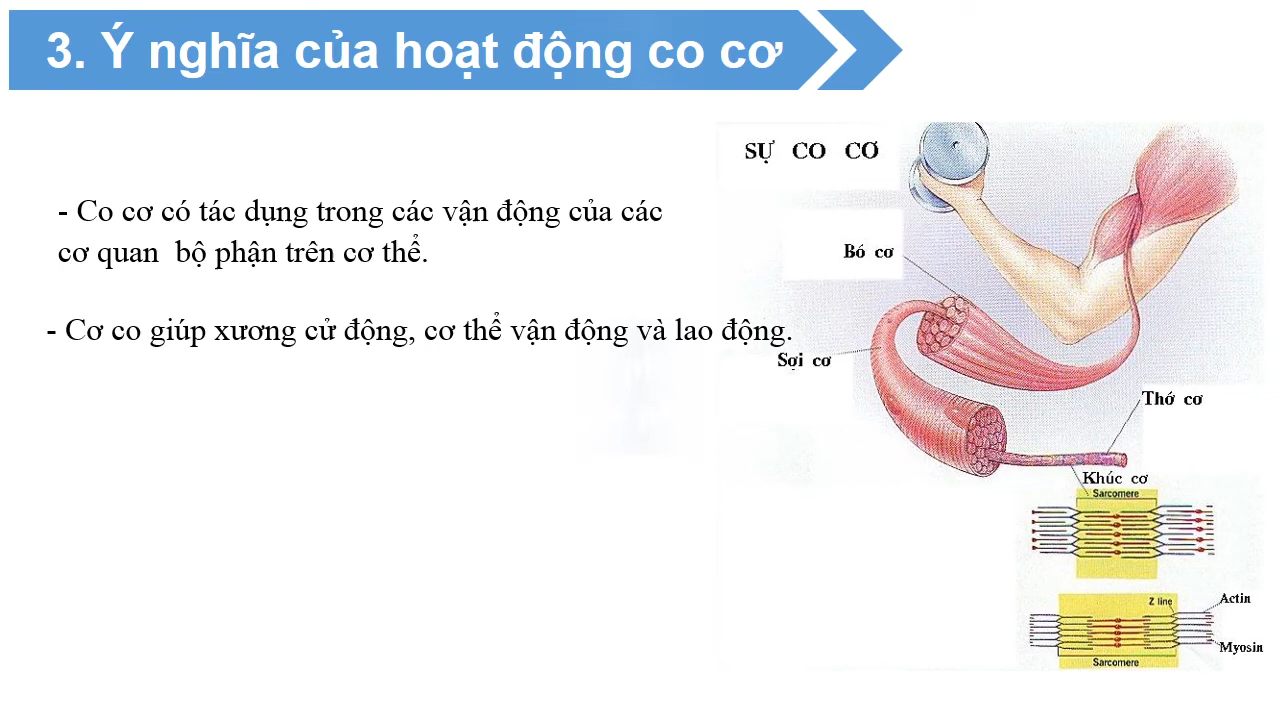 3. Ý nghĩa của hoạt động co cơ
SỰ CO CƠ
- Co cơ có tác dụng trong các vận động của các
cơ quan bộ phận trên cơ thể.
Bó cơ
- Cơ co giúp xương cử động, cơ thể vận động và lao động.
Sợi cơ
Thớ cơ
Khúc cơ
Sarcomere
Z line
Actin
Myosin
Sarcomere